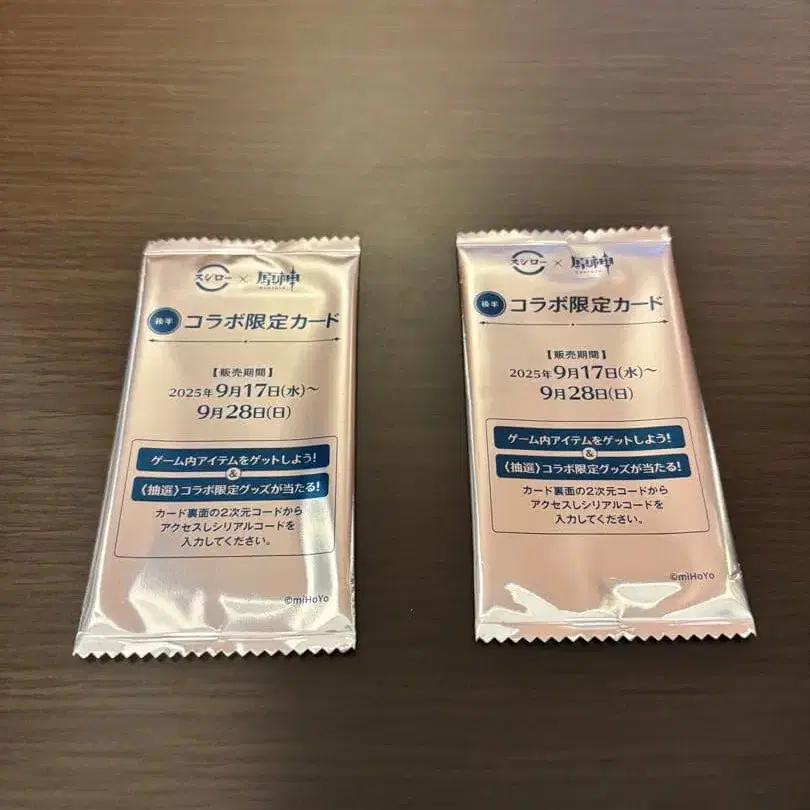 スシロー × 原神
後半 コラボ限定カード
【販売期間】
2025年9月17日(水)～
9月28日(日)
ゲーム内アイテムをゲットしよう!
&
《抽選》コラボ限定グッズが当たる!
カード裏面の2次元コードから
アクセスしシリアルコードを
入力してください。
©miHoYo
スシロー × 原神
後半 コラボ限定カード
【販売期間】
2025年9月17日(水)～
9月28日(日)
ゲーム内アイテムをゲットしよう!
&
《抽選》コラボ限定グッズが当たる!
カード裏面の2次元コードから
アクセスしシリアルコードを
入力してください。
©miHoYo